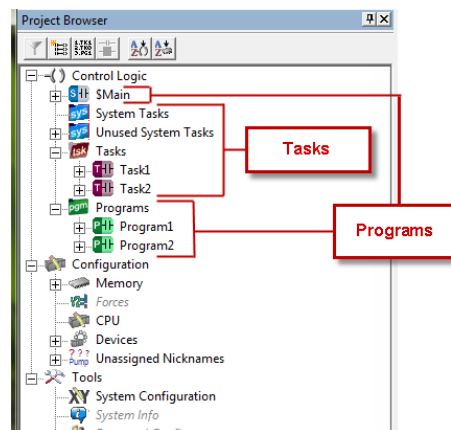 Project Browser
Control Logic
$Main
System Tasks
Unused System Tasks
Tasks
Task1
Task2
Programs
Program1
Program2
Configuration
Memory
Forces
CPU
Devices
Unassigned Nicknames
Tools
System Configuration
System Info
Tasks
Programs